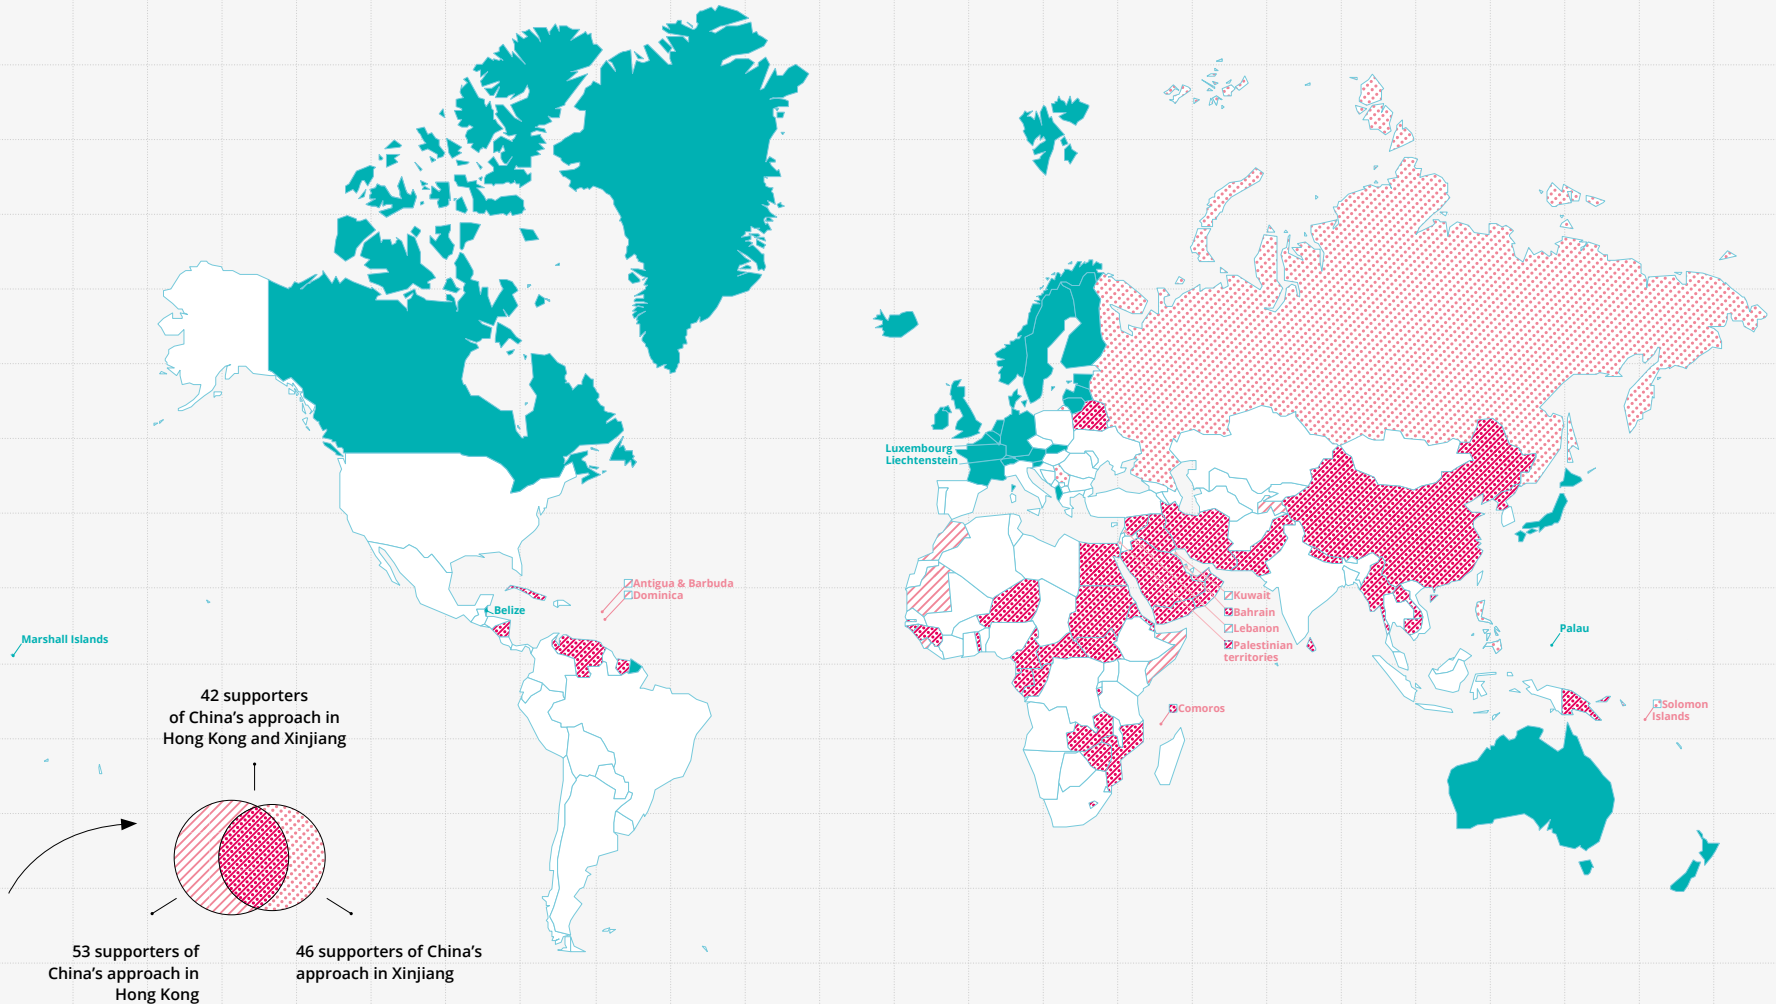 Luxembourg
Liechtenstein
Antigua & Barbuda
Dominica
Belize
Marshall Islands
Kuwait
Bahrain
Lebanon
Palestinian
territories
Palau
Comoros
Solomon
Islands
42 supporters
of China’s approach in
Hong Kong and Xinjiang
53 supporters of
China’s approach in
Hong Kong
46 supporters of China’s
approach in Xinjiang